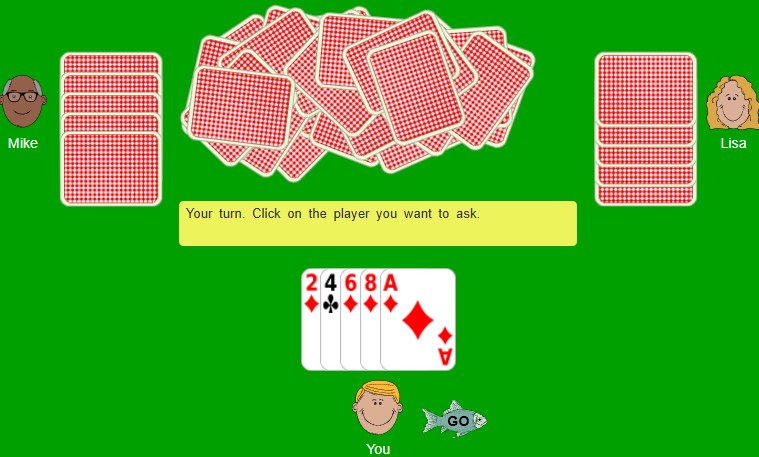 Mike
Lisa
Your turn. Click on the player you want to ask.
2 4 6 8 A
A
GO
You